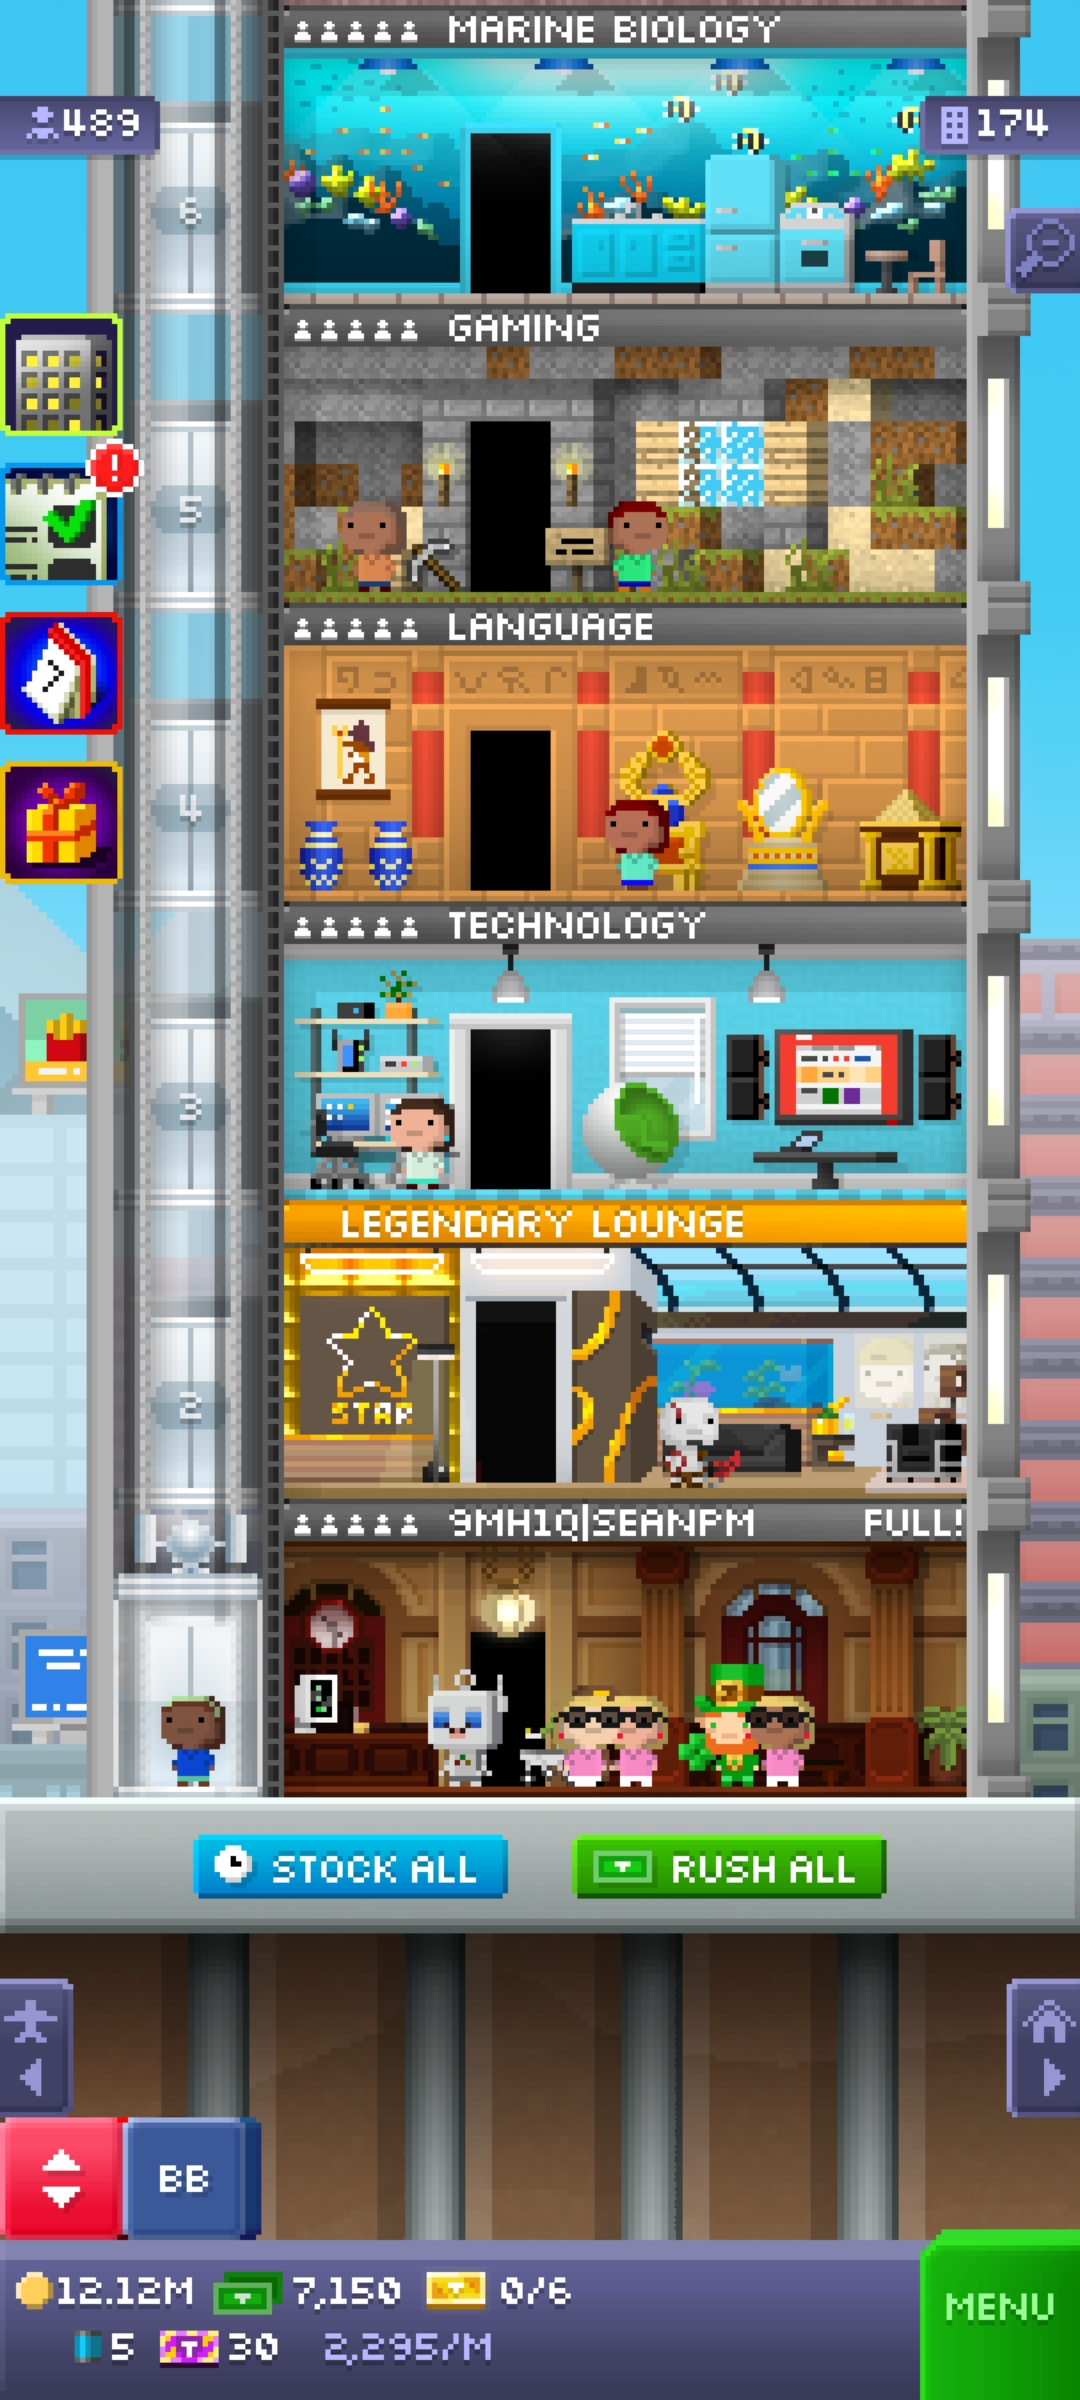 MARINE BIOLOGY
489
174
6
GAMING
5
LANGUAGE
4
TECHNOLOGY
3
LEGENDARY LOUNGE
STAR
2
9MH1Q|SEANPM FULL!
STOCK ALL
RUSH ALL
BB
12.12M 7,150 0/6
MENU
5 30 2,295/M